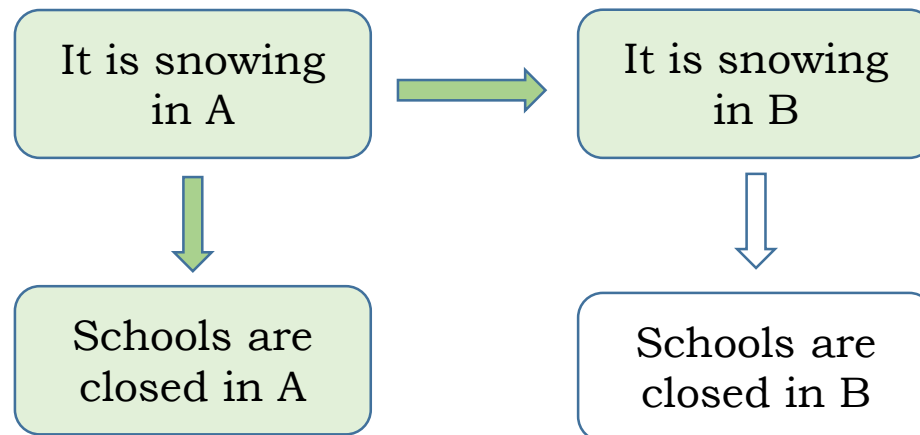 It is snowing
in A
It is snowing
in B
Schools are
closed in A
Schools are
closed in B